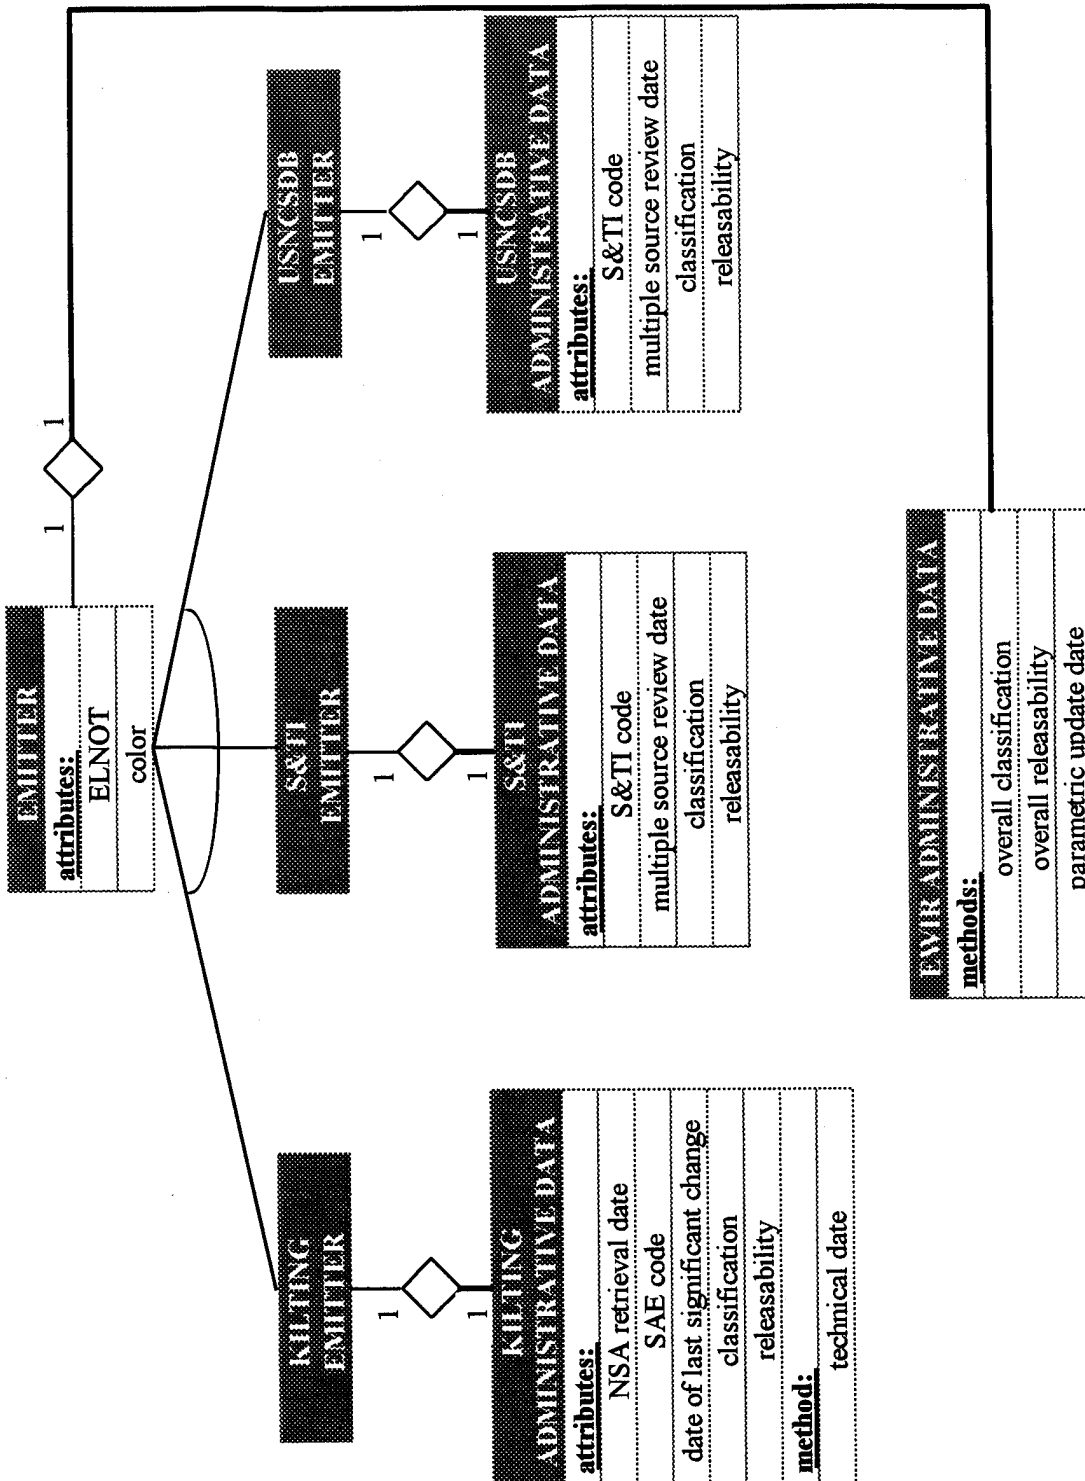 EMITTER
attributes:
ELNOT
color
1
1
KILTING
EMITTER
1
1
KILTING
ADMINISTRATIVE DATA
attributes:
NSA retrieval date
SAE code
date of last significant change
classification
releasability
method:
technical date
S&TI
EMITTER
1
1
S&TI
ADMINISTRATIVE DATA
attributes:
S&TI code
multiple source review date
classification
releasability
USNCSDB
EMITTER
1
1
USNCSDB
ADMINISTRATIVE DATA
attributes:
S&TI code
multiple source review date
classification
releasability
EWIR ADMINISTRATIVE DATA
methods:
overall classification
overall releasability
parametric update date